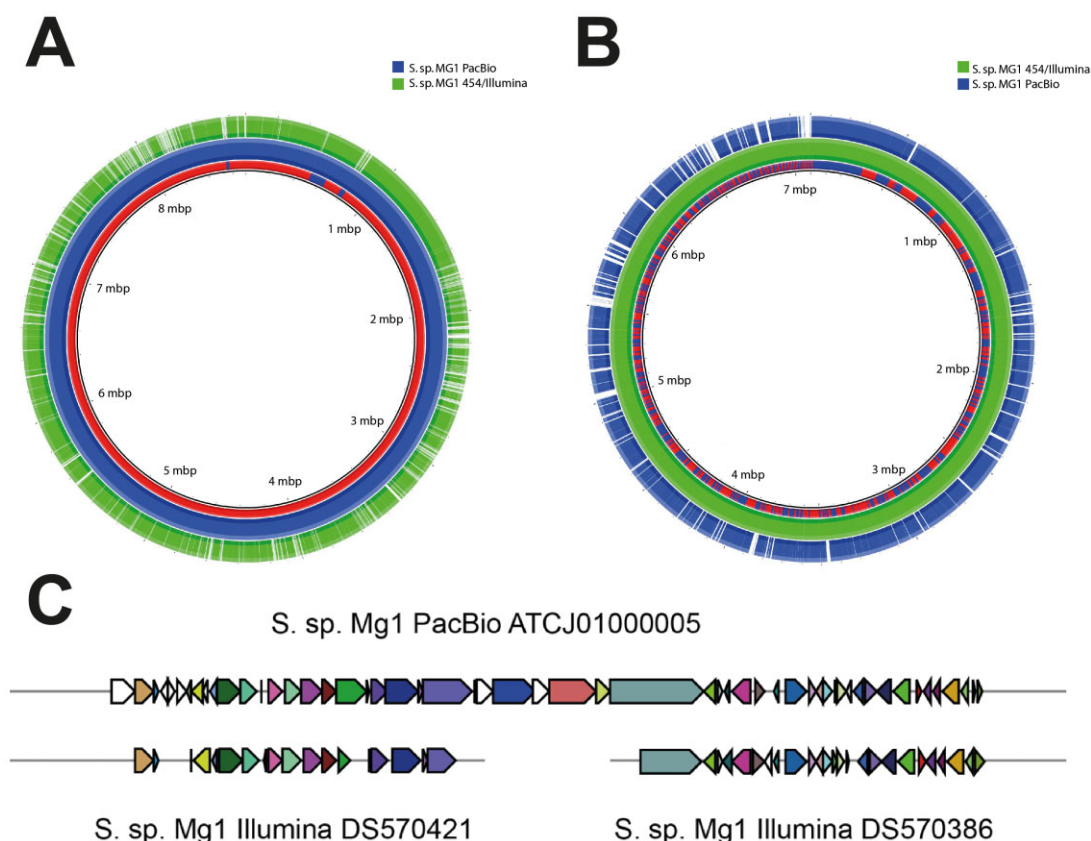 A
S. sp. MG1 PacBio
S. sp. MG1 454/Illumina
8 mbp
1 mbp
7 mbp
2 mbp
6 mbp
3 mbp
5 mbp
4 mbp
B
S. sp. MG1 454/Illumina
S. sp. MG1 PacBio
7 mbp
1 mbp
6 mbp
2 mbp
5 mbp
3 mbp
4 mbp
C
S. sp. Mg1 PacBio ATCJ01000005
S. sp. Mg1 Illumina DS570421
S. sp. Mg1 Illumina DS570386